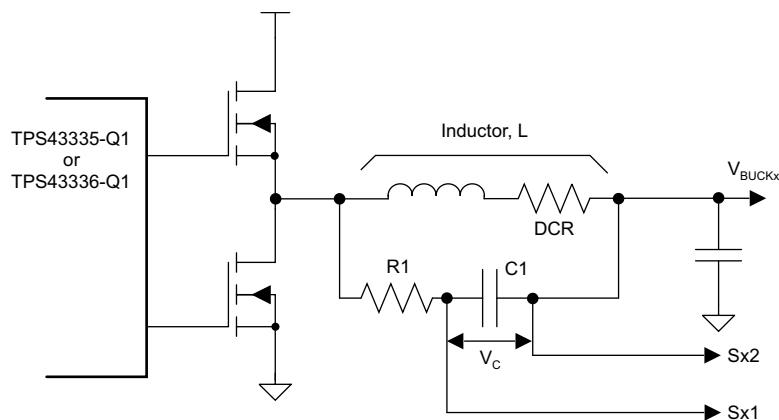 TPS43335-Q1
or
TPS43336-Q1
Inductor, L
VBUCKx
DCR
R1
C1
VC
Sx2
Sx1